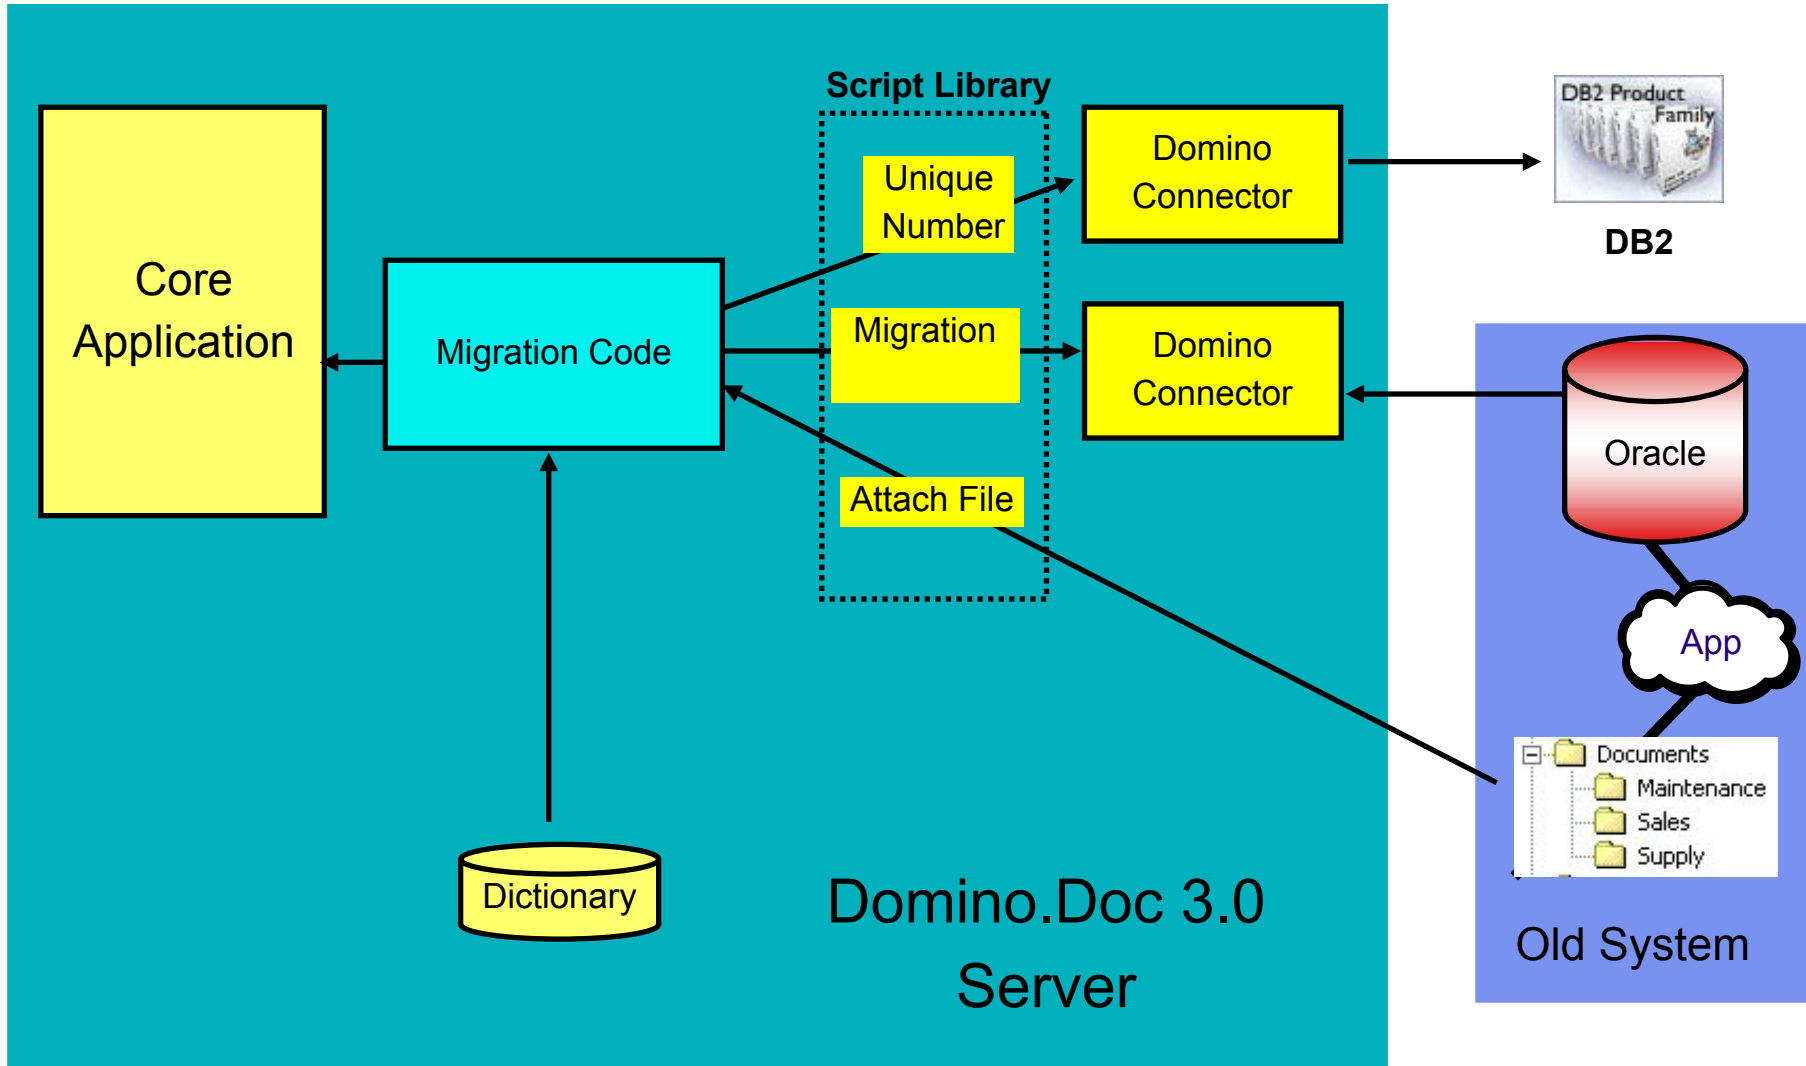 Script Library
Core
Application
Migration Code
Unique
Number
Migration
Attach File
Domino
Connector
Domino
Connector
DB2 Product
Family
DB2
Oracle
App
Documents
Maintenance
Sales
Supply
Old System
Dictionary
Domino.Doc 3.0
Server